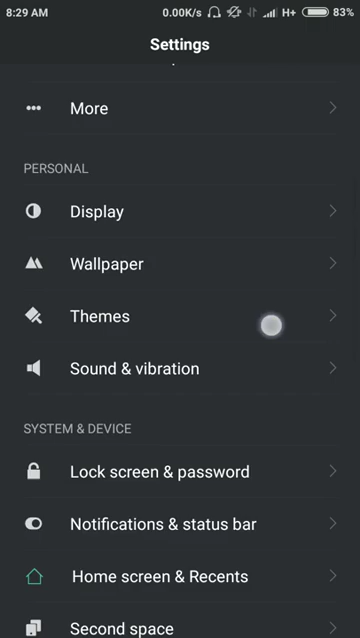 8:29 AM 0.00K/s H+ 83%
Settings
More
PERSONAL
Display
Wallpaper
Themes
Sound & vibration
SYSTEM & DEVICE
Lock screen & password
Notifications & status bar
Home screen & Recents
Second space